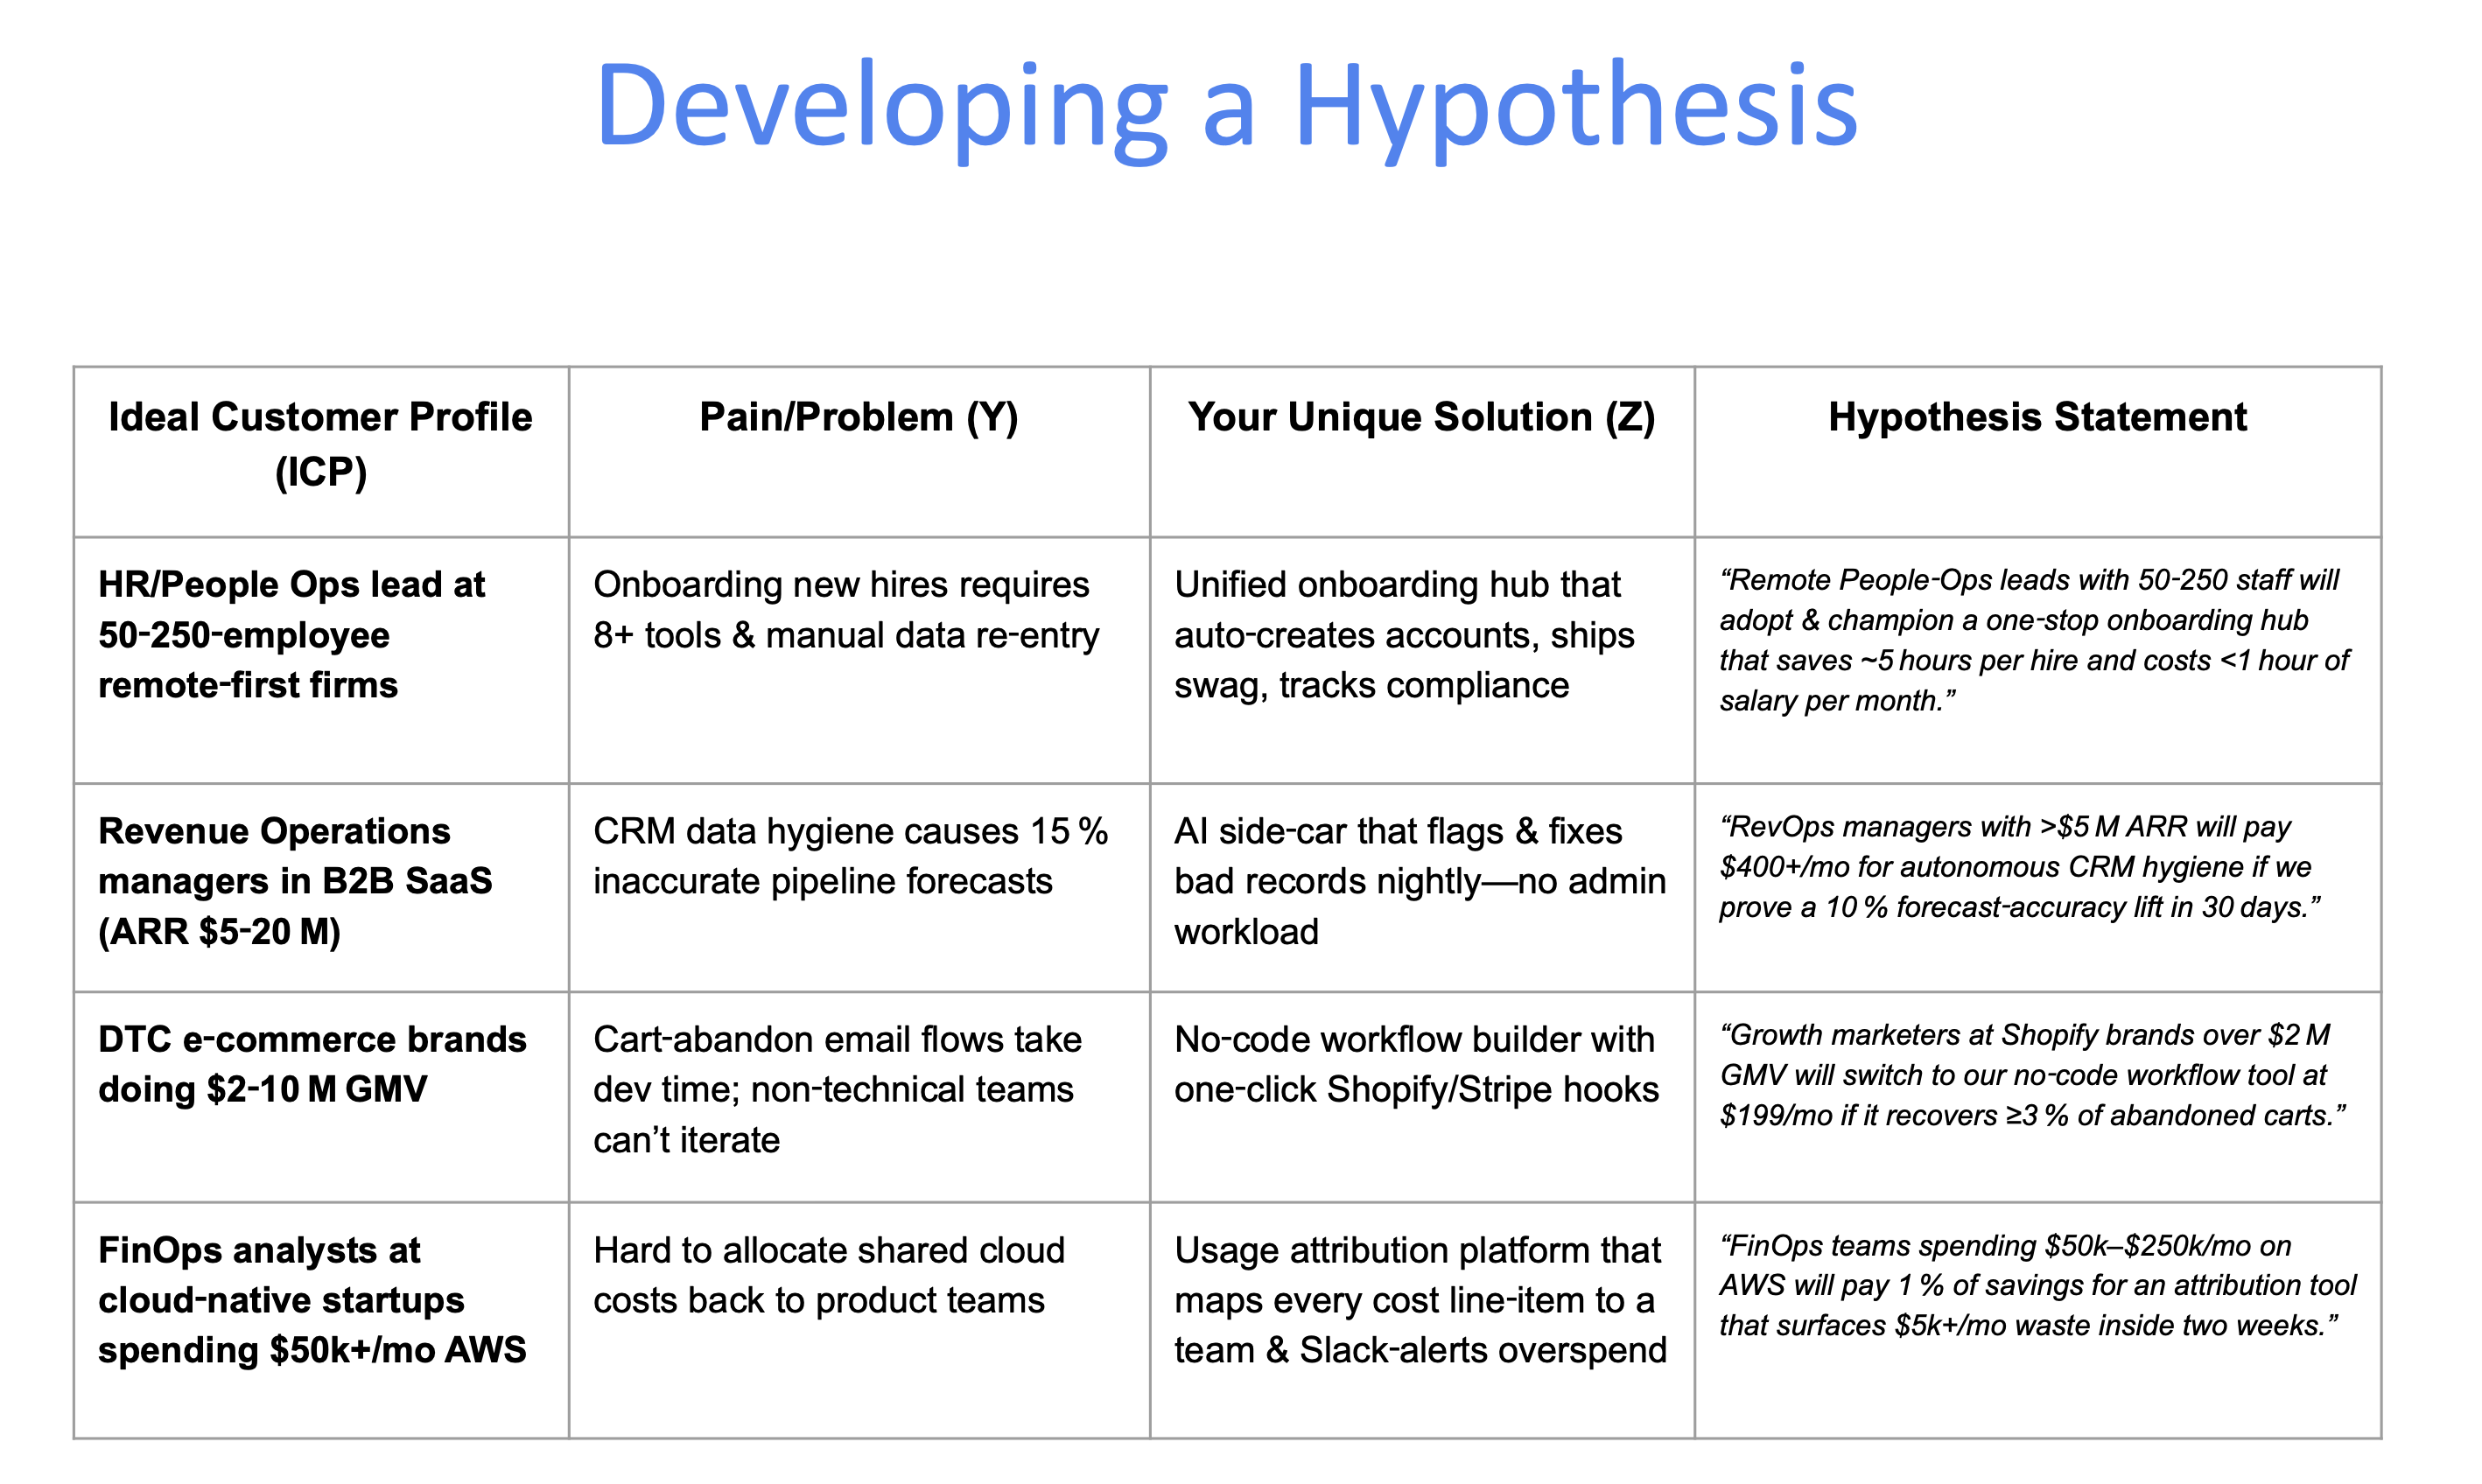 Developing a Hypothesis
Ideal Customer Profile
(ICP)
Pain/Problem (Y)
Your Unique Solution (Z)
Hypothesis Statement
HR/People Ops lead at
50-250-employee
remote-first firms
Onboarding new hires requires
8+ tools & manual data re-entry
Unified onboarding hub that
auto-creates accounts, ships
swag, tracks compliance
“Remote People-Ops leads with 50-250 staff will
adopt & champion a one-stop onboarding hub
that saves ~5 hours per hire and costs <1 hour of
salary per month.”
Revenue Operations
managers in B2B SaaS
(ARR $5-20 M)
CRM data hygiene causes 15 %
inaccurate pipeline forecasts
AI side-car that flags & fixes
bad records nightly—no admin
workload
“RevOps managers with >$5 M ARR will pay
$400+/mo for autonomous CRM hygiene if we
prove a 10 % forecast-accuracy lift in 30 days.”
DTC e-commerce brands
doing $2-10 M GMV
Cart-abandon email flows take
dev time; non-technical teams
can’t iterate
No-code workflow builder with
one-click Shopify/Stripe hooks
“Growth marketers at Shopify brands over $2 M
GMV will switch to our no-code workflow tool at
$199/mo if it recovers ≥3 % of abandoned carts.”
FinOps analysts at
cloud-native startups
spending $50k+/mo AWS
Hard to allocate shared cloud
costs back to product teams
Usage attribution platform that
maps every cost line-item to a
team & Slack-alerts overspend
“FinOps teams spending $50k–$250k/mo on
AWS will pay 1 % of savings for an attribution tool
that surfaces $5k+/mo waste inside two weeks.”